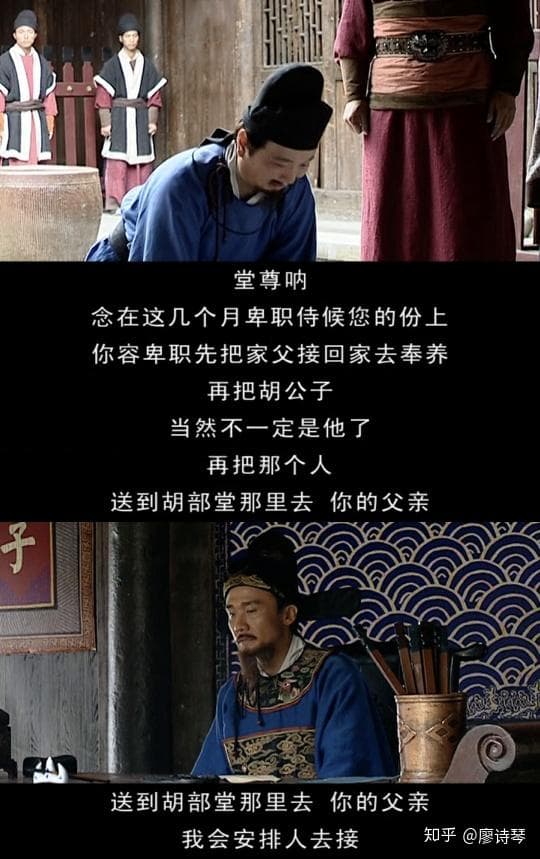 堂尊呐
念在这几个月卑职侍候您的份上
你容卑职先把家父接回家去奉养
再把胡公子
当然不一定是他了
再把那个人
送到胡部堂那里去 你的父亲
子
送到胡部堂那里去 你的父亲
我会安排人去接
知乎 @廖诗琴